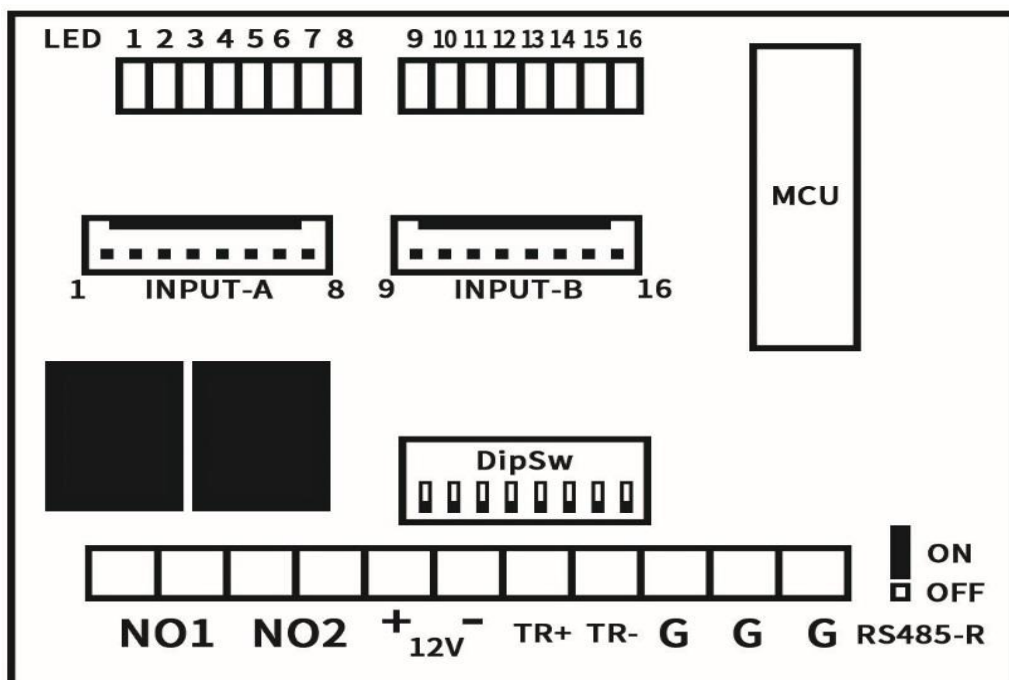 LED 1 2 3 4 5 6 7 8 9 10 11 12 13 14 15 16
MCU
1 INPUT-A 8 9 INPUT-B 16
DipSw
ON
OFF
NO1 NO2 + 12V - TR+ TR- G G G RS485-R